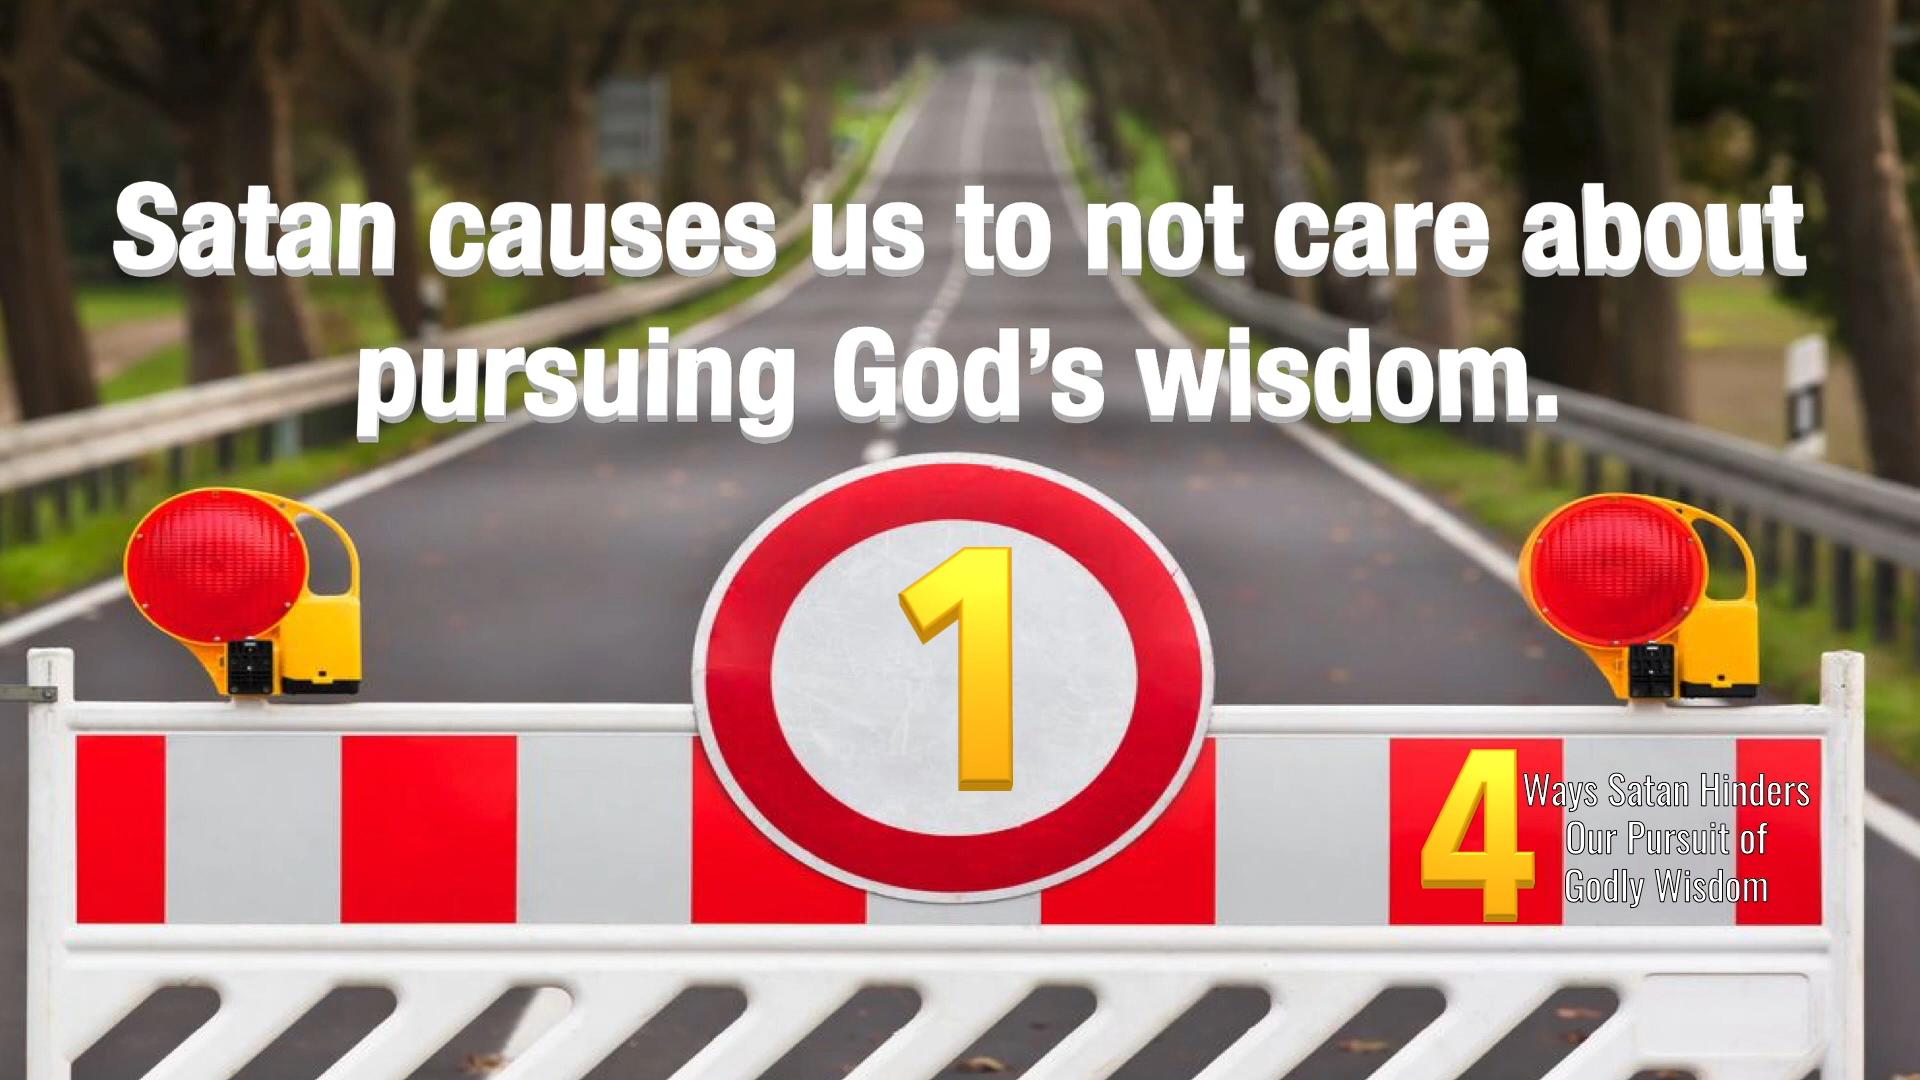 Satan causes us to not care about
pursuing God’s wisdom.
1
4
Ways Satan Hinders
Our Pursuit of
Godly Wisdom